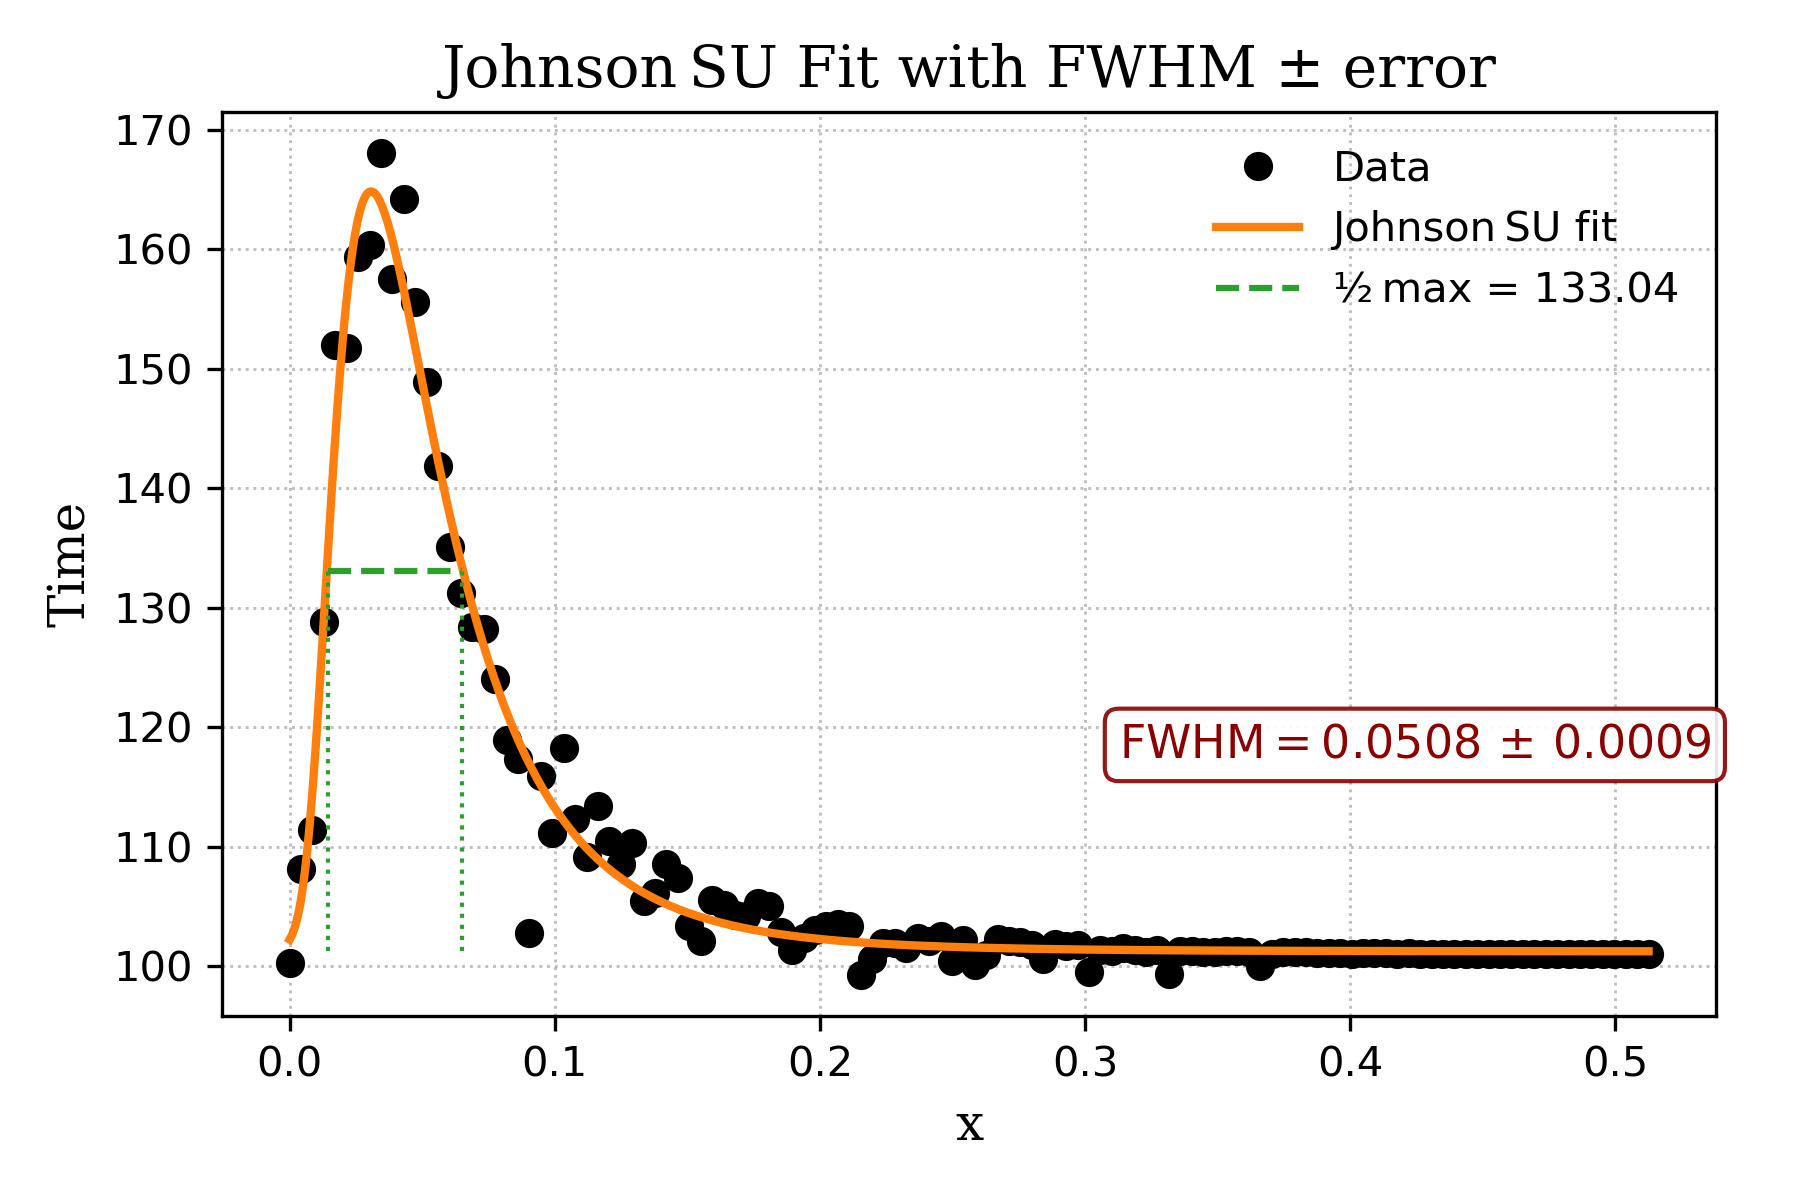 Johnson SU Fit with FWHM ± error
Data
Johnson SU fit
½ max = 133.04
FWHM = 0.0508 ± 0.0009
Time
170
160
150
140
130
120
110
100
0.0 0.1 0.2 0.3 0.4 0.5
x